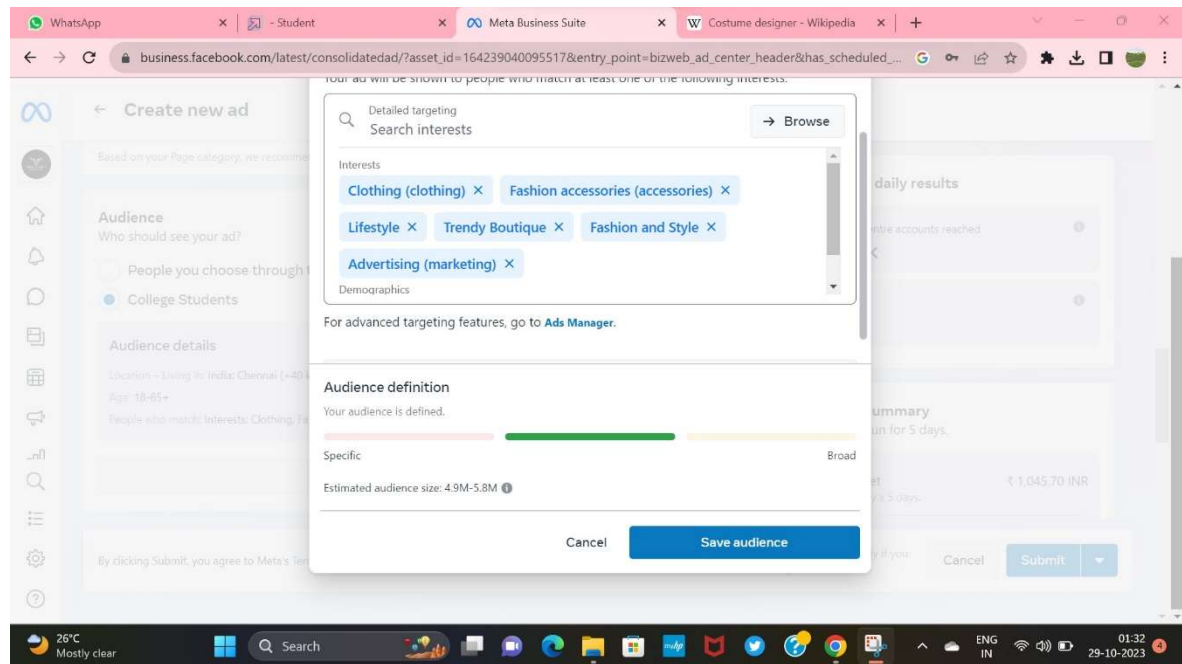 WhatsApp
- Student
Meta Business Suite
Costume designer - Wikipedia
business.facebook.com/latest/consolidatedad/?asset_id=164239040095517&entry_point=bizweb_ad_center_header&has_scheduled_...
Your ad will be shown to people who match at least one of the following interests.
Create new ad
Detailed targeting
Search interests
Browse
Based on your Page category, we recomme
Interests
Clothing (clothing)
Fashion accessories (accessories)
daily results
Audience
Who should see your ad?
Lifestyle
Trendy Boutique
Fashion and Style
accounts reached
People you choose through t
Advertising (marketing)
College Students
Demographics
For advanced targeting features, go to Ads Manager.
Audience details
Location - Living in: India: Chennai (+40
Age: 18-65+
People who match: Interests: Clothing, Fa
Audience definition
Your audience is defined.
un for 5 days.
Specific
Broad
Estimated audience size: 4.9M-5.8M
₹ 1,045.70 INR
5 days.
Cancel
Save audience
By clicking Submit, you agree to Meta's
if you
Cancel
Submit
26°C
Mostly clear
Search
myhp
ENG
IN
01:32
29-10-2023
4